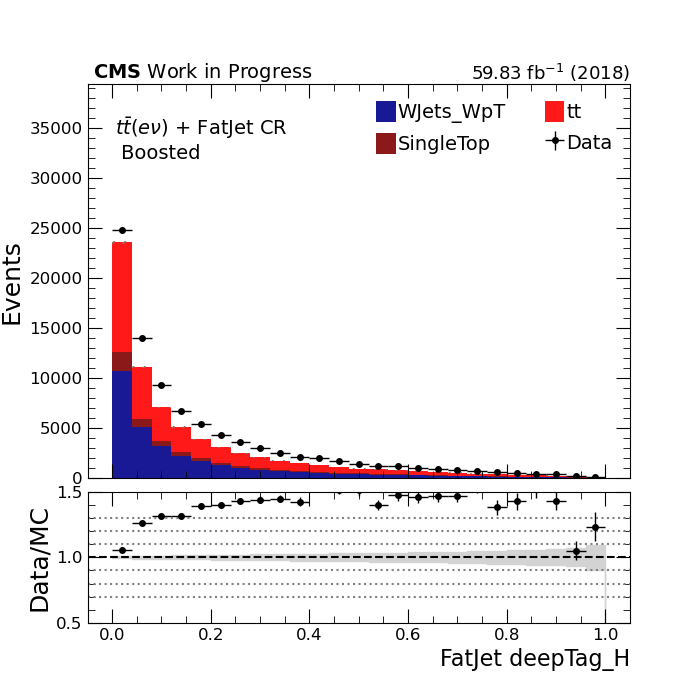 CMS Work in Progress 59.83 fb⁻¹ (2018)
tt̄(eν) + FatJet CR
Boosted
WJets_WpT tt
SingleTop Data
Events
35000
30000
25000
20000
15000
10000
5000
0
Data/MC
1.5
1.0
0.5
0.0 0.2 0.4 0.6 0.8 1.0
FatJet deepTag_H